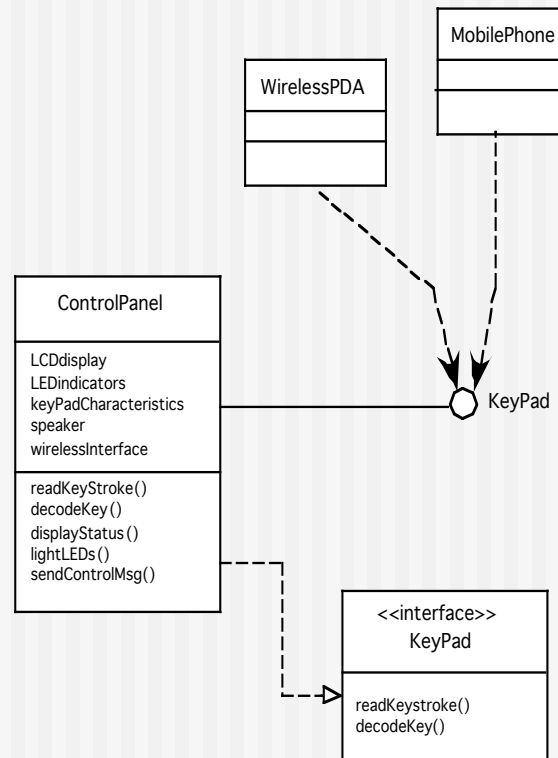 MobilePhone
WirelessPDA
ControlPanel
LCDdisplay
LEDindicators
keyPadCharacteristics
speaker
wirelessInterface
KeyPad
readKeyStroke()
decodeKey()
displayStatus()
lightLEDs()
sendControlMsg()
<<interface>>
KeyPad
readKeystroke()
decodeKey()